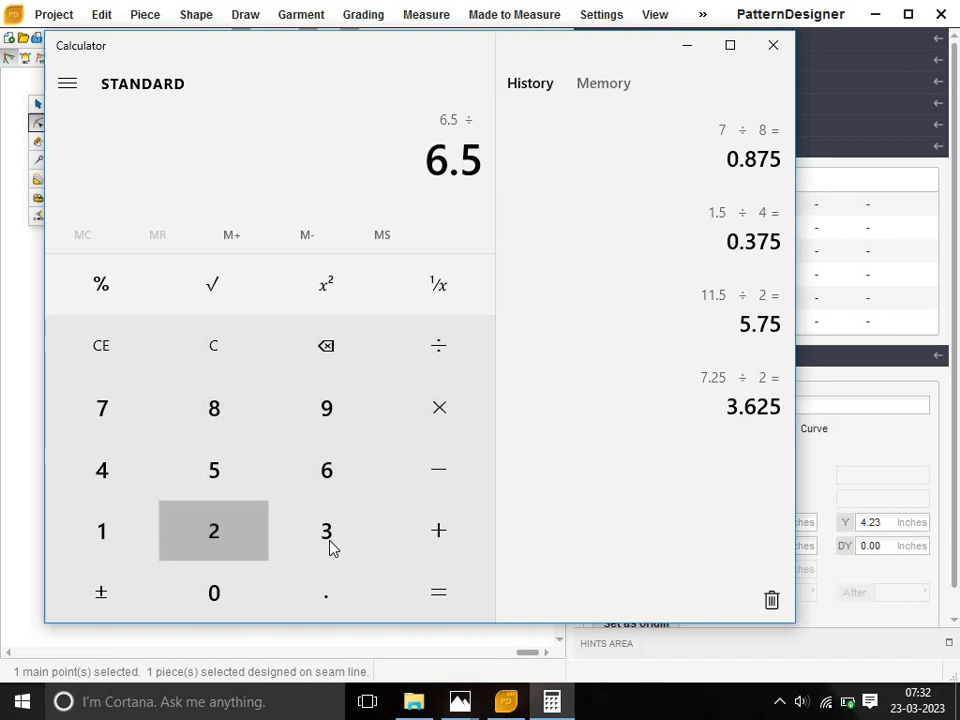 Project Edit Piece Shape Draw Garment Grading Measure Made to Measure Settings View » PatternDesigner
Calculator
STANDARD
6.5 ÷
6.5
MC MR M+ M- MS
% √ x² ¹/x
CE C ÷
7 8 9 ×
4 5 6 −
1 2 3 +
± 0 . =
History Memory
7 ÷ 8 =
0.875
1.5 ÷ 4 =
0.375
11.5 ÷ 2 =
5.75
7.25 ÷ 2 =
3.625
- -
- -
- -
- -
- -
- -
Curve
Y 4.23 Inches
DY 0.00 Inches
After
HINTS AREA
1 main point(s) selected. 1 piece(s) selected designed on seam line.
I'm Cortana. Ask me anything.
07:32
23-03-2023